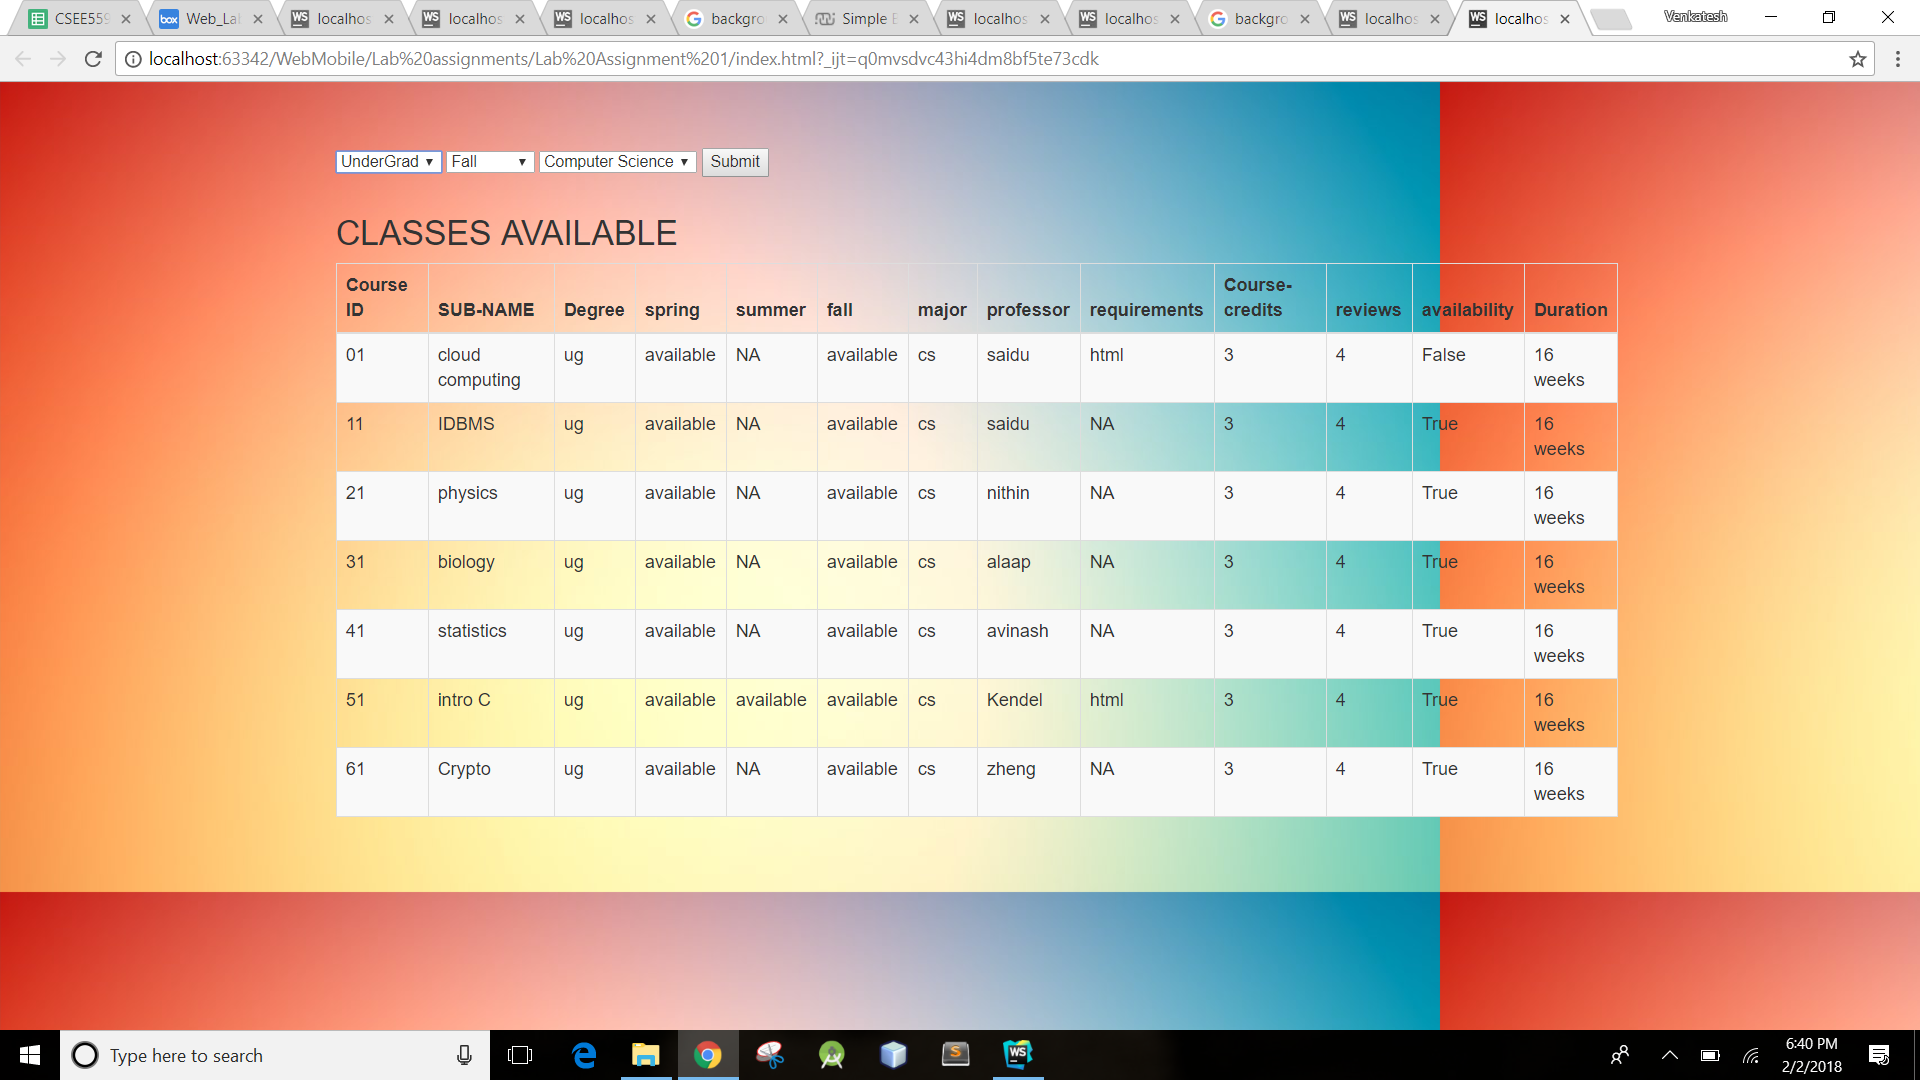 CSEE559
Web_La
localhos
localhos
localhos
backgro
Simple
localhos
localhos
backgro
localhos
localhos
Venkatesh
localhost:63342/WebMobile/Lab%20assignments/Lab%20Assignment%201/index.html?_ijt=q0mvsdvc43hi4dm8bf5te73cdk
UnderGrad Fall Computer Science Submit
CLASSES AVAILABLE
Course ID SUB-NAME Degree spring summer fall major professor requirements Course-credits reviews availability Duration
01 cloud computing ug available NA available cs saidu html 3 4 False 16 weeks
11 IDBMS ug available NA available cs saidu NA 3 4 True 16 weeks
21 physics ug available NA available cs nithin NA 3 4 True 16 weeks
31 biology ug available NA available cs alaap NA 3 4 True 16 weeks
41 statistics ug available NA available cs avinash NA 3 4 True 16 weeks
51 intro C ug available available available cs Kendel html 3 4 True 16 weeks
61 Crypto ug available NA available cs zheng NA 3 4 True 16 weeks
Type here to search
6:40 PM
2/2/2018